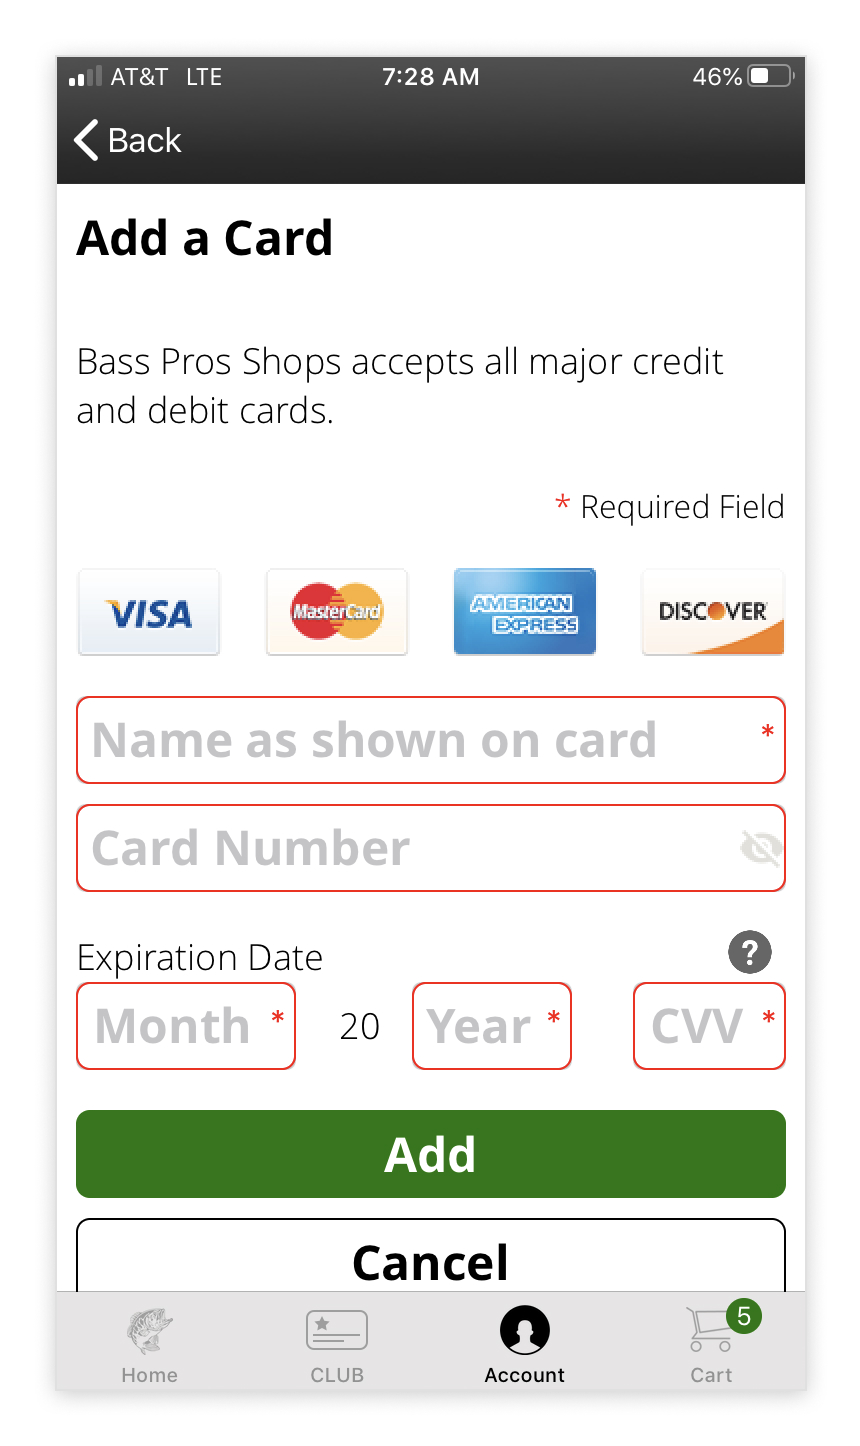 AT&T LTE 7:28 AM 46%
Back
Add a Card
Bass Pros Shops accepts all major credit
and debit cards.
* Required Field
VISA MasterCard AMERICAN EXPRESS DISCOVER
Name as shown on card *
Card Number
Expiration Date ?
Month * 20 Year * CVV *
Add
Cancel
5
Home CLUB Account Cart